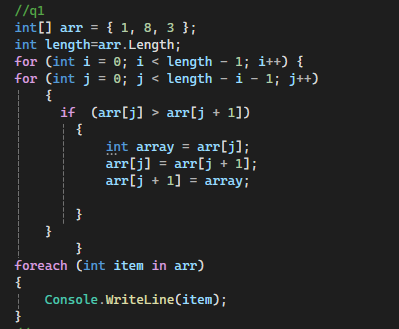 //q1
int[] arr = { 1, 8, 3 };
int length=arr.Length;
for (int i = 0; i < length - 1; i++) {
for (int j = 0; j < length - i - 1; j++)
    {
      if  (arr[j] > arr[j + 1])
        {
            int array = arr[j];
            arr[j] = arr[j + 1];
            arr[j + 1] = array;

        }
    }
        }
foreach (int item in arr)
{
    Console.WriteLine(item);
}